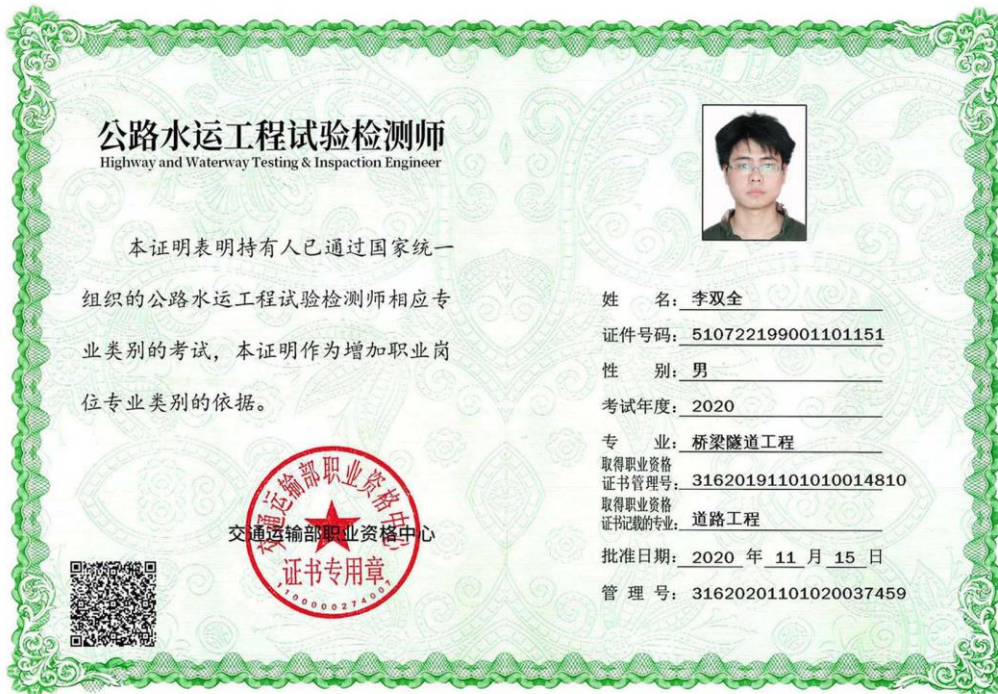 公路水运工程试验检测师
Highway and Waterway Testing & Inspaction Engineer
本证明表明持有人已通过国家统一
组织的公路水运工程试验检测师相应专
业类别的考试，本证明作为增加职业岗
位专业类别的依据。
交通运输部职业资格中心
交通运输部职业资格中心
证书专用章
1000000274007
姓 名：李双全
证件号码：510722199001101151
性 别：男
考试年度：2020
专 业：桥梁隧道工程
取得职业资格
证书管理号：31620191101010014810
取得职业资格
证书记载的专业：道路工程
批准日期：2020 年 11 月 15 日
管 理 号：31620201101020037459